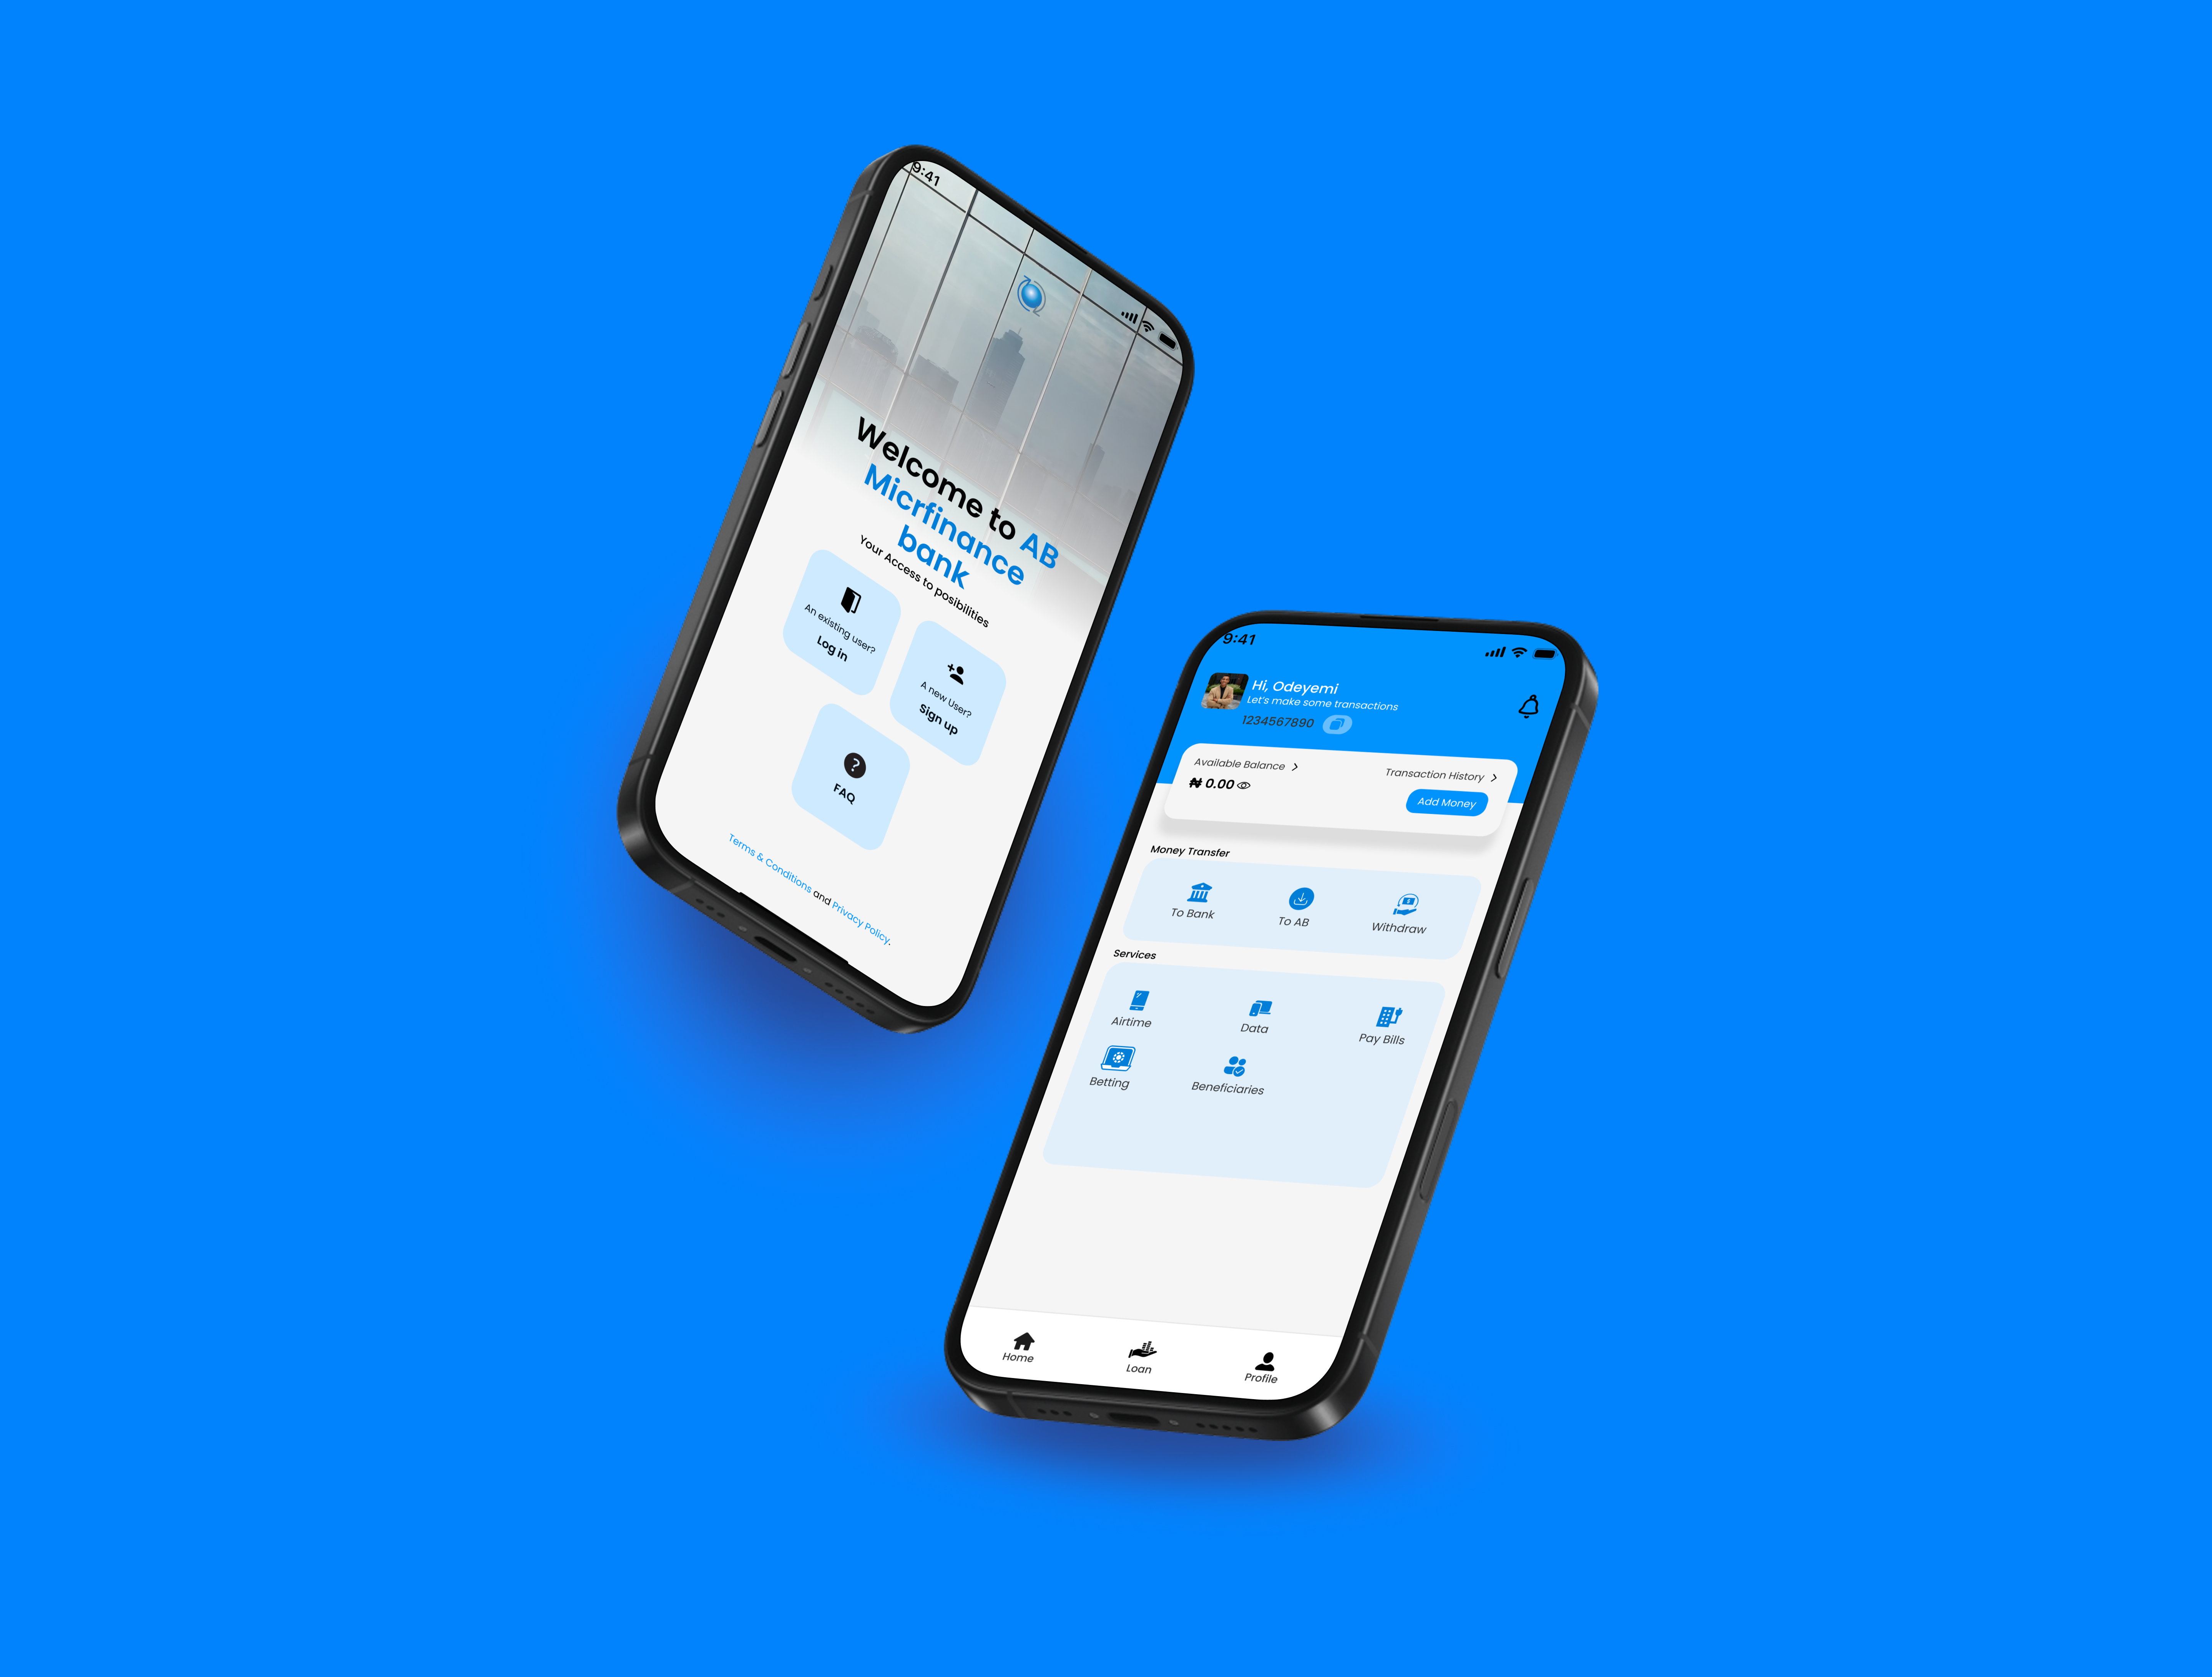 9:41
Welcome to AB
Micrfinance
bank
Your Access to posibilities
An existing user?
Log in
A new User?
Sign up
?
FAQ
Terms & Conditions and Privacy Policy.
9:41
Hi, Odeyemi
Let's make some transactions
1234567890
Available Balance >
Transaction History >
₦ 0.00
Add Money
Money Transfer
To Bank
To AB
Withdraw
Services
Airtime
Data
Pay Bills
Betting
Beneficiaries
Home
Loan
Profile